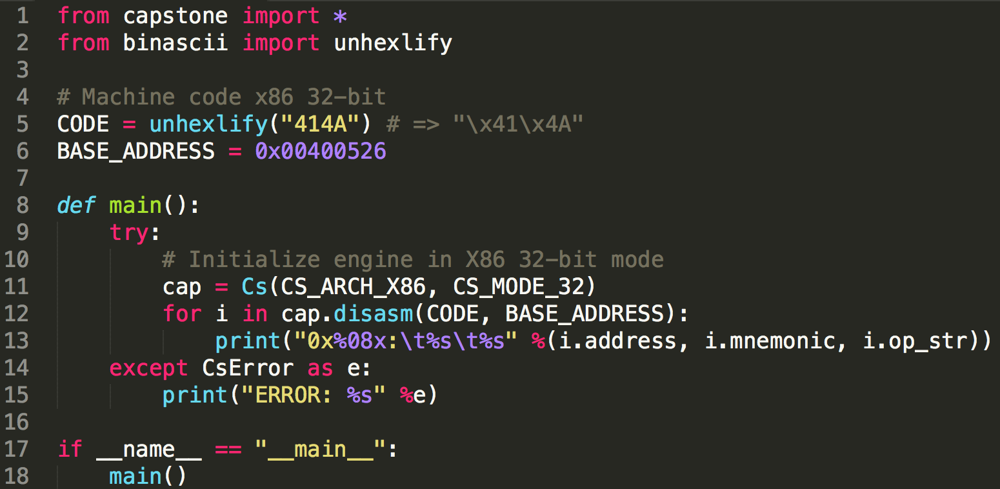 1 from capstone import *
2 from binascii import unhexlify
3
4 # Machine code x86 32-bit
5 CODE = unhexlify("414A") # => "\x41\x4A"
6 BASE_ADDRESS = 0x00400526
7
8 def main():
9     try:
10         # Initialize engine in X86 32-bit mode
11         cap = Cs(CS_ARCH_X86, CS_MODE_32)
12         for i in cap.disasm(CODE, BASE_ADDRESS):
13             print("0x%08x:\t%s\t%s" %(i.address, i.mnemonic, i.op_str))
14     except CsError as e:
15         print("ERROR: %s" %e)
16
17 if __name__ == "__main__":
18     main()